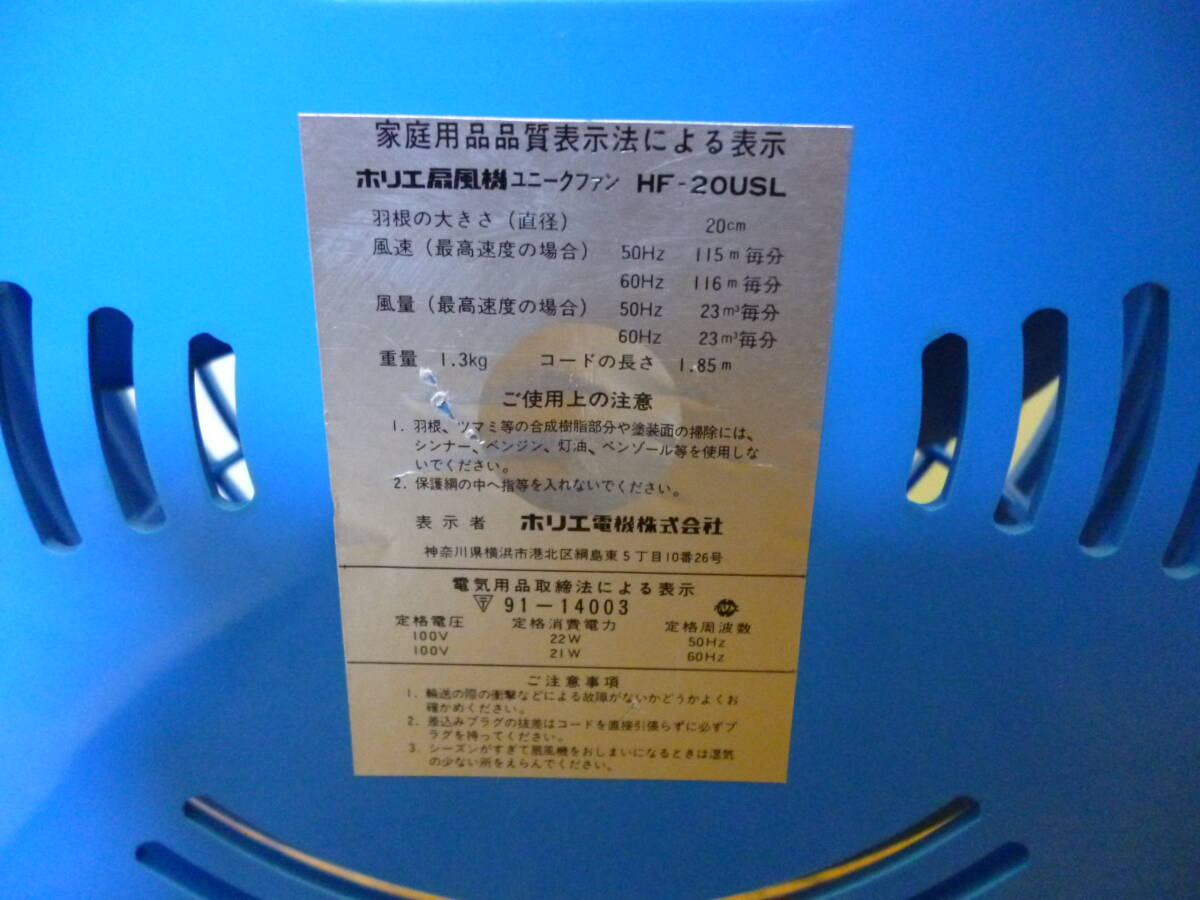 家庭用品品質表示法による表示
ホリエ扇風機 ユニークファン HF-20USL
羽根の大きさ（直径） 20cm
風速（最高速度の場合） 50Hz 115m毎分
60Hz 116m毎分
風量（最高速度の場合） 50Hz 23m³毎分
60Hz 23m³毎分
重量 1.3kg コードの長さ 1.85m
ご使用上の注意
1. 羽根、ツマミ等の合成樹脂部分や塗装面の掃除には、
シンナー、ベンジン、灯油、ベンゾール等を使用しな
いでください。
2. 保護網の中へ指等を入れないでください。
表示者 ホリエ電機株式会社
神奈川県横浜市港北区綱島東5丁目10番26号
電気用品取締法による表示
〒 91-14003
定格電圧 定格消費電力 定格周波数
100V 22W 50Hz
100V 21W 60Hz
ご注意事項
1. 輸送の際の衝撃などによる故障がないかどうかよくお
確かめください。
2. 差込みプラグの抜差はコードを直接引張らずに必ずプ
ラグを持ってください。
3. シーズンがすぎて扇風機をおしまいになるときは湿気
の少ない所をえらんでください。